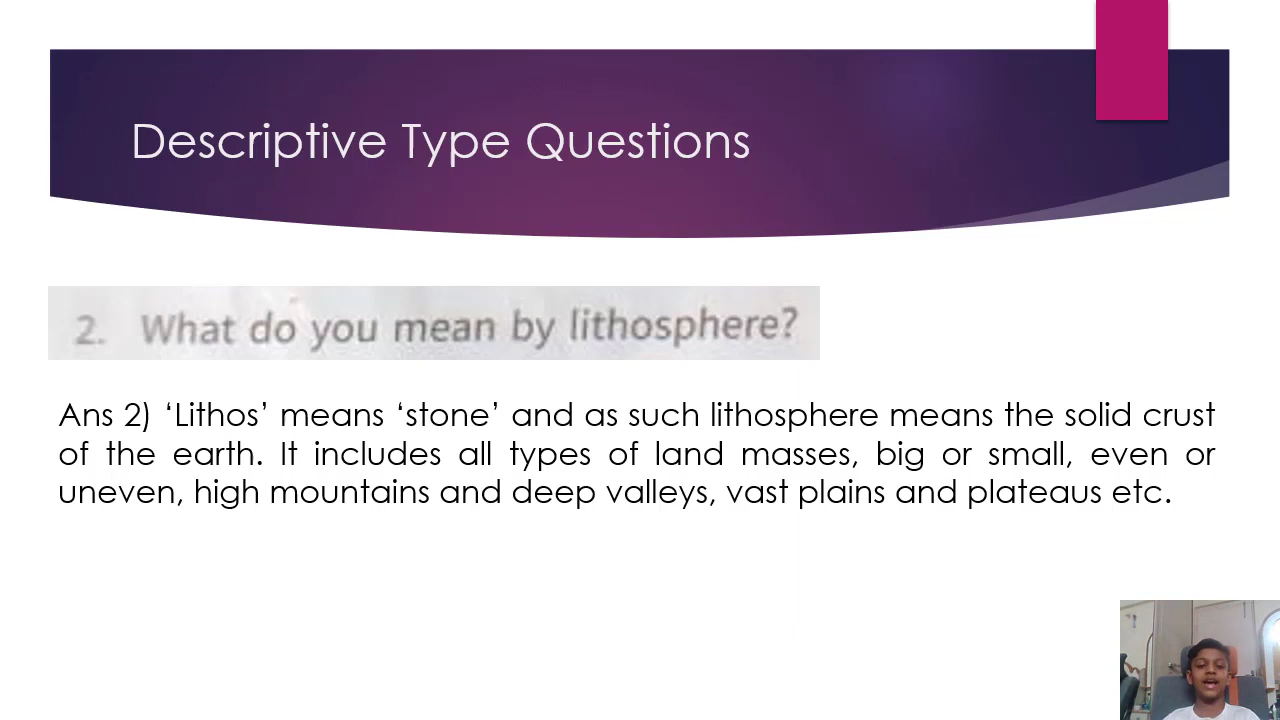 Descriptive Type Questions
2. What do you mean by lithosphere?
Ans 2) ‘Lithos’ means ‘stone’ and as such lithosphere means the solid crust
of the earth. It includes all types of land masses, big or small, even or
uneven, high mountains and deep valleys, vast plains and plateaus etc.